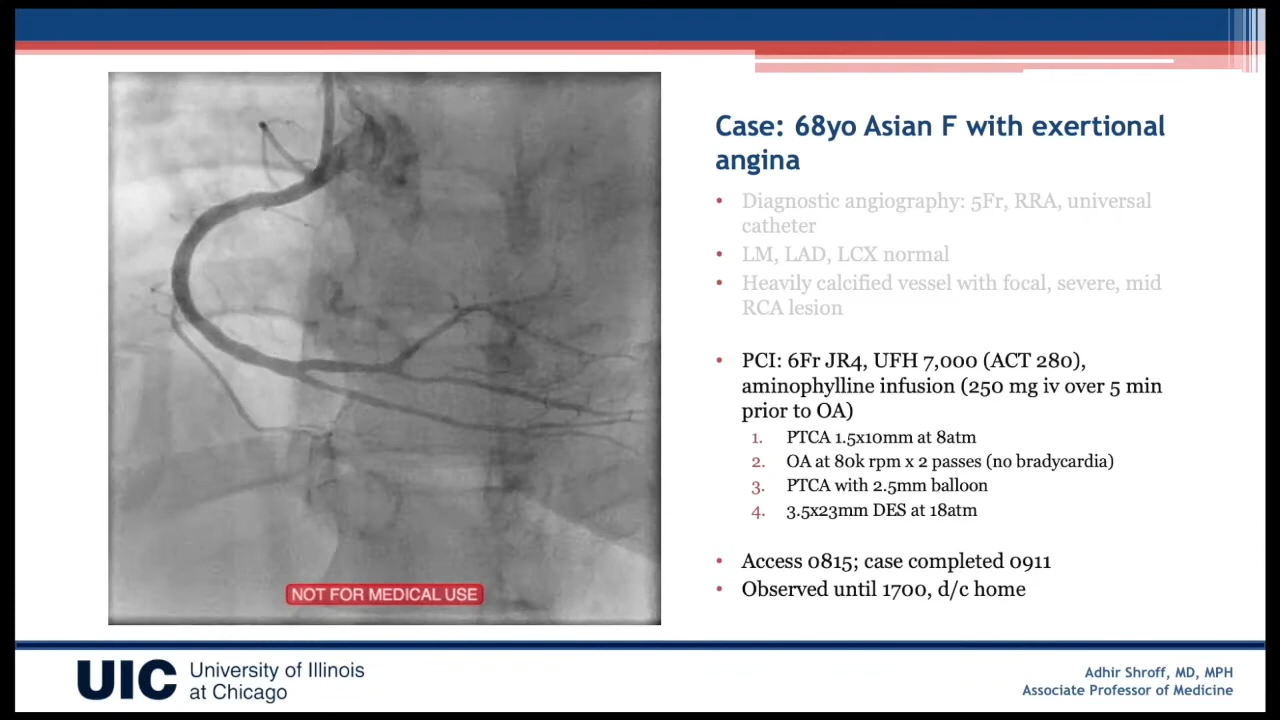 Case: 68yo Asian F with exertional
angina
• Diagnostic angiography: 5Fr, RRA, universal
catheter
• LM, LAD, LCX normal
• Heavily calcified vessel with focal, severe, mid
RCA lesion
• PCI: 6Fr JR4, UFH 7,000 (ACT 280),
aminophylline infusion (250 mg iv over 5 min
prior to OA)
1. PTCA 1.5x10mm at 8atm
2. OA at 80k rpm x 2 passes (no bradycardia)
3. PTCA with 2.5mm balloon
4. 3.5x23mm DES at 18atm
• Access 0815; case completed 0911
• Observed until 1700, d/c home
NOT FOR MEDICAL USE
UIC University of Illinois
at Chicago
Adhir Shroff, MD, MPH
Associate Professor of Medicine